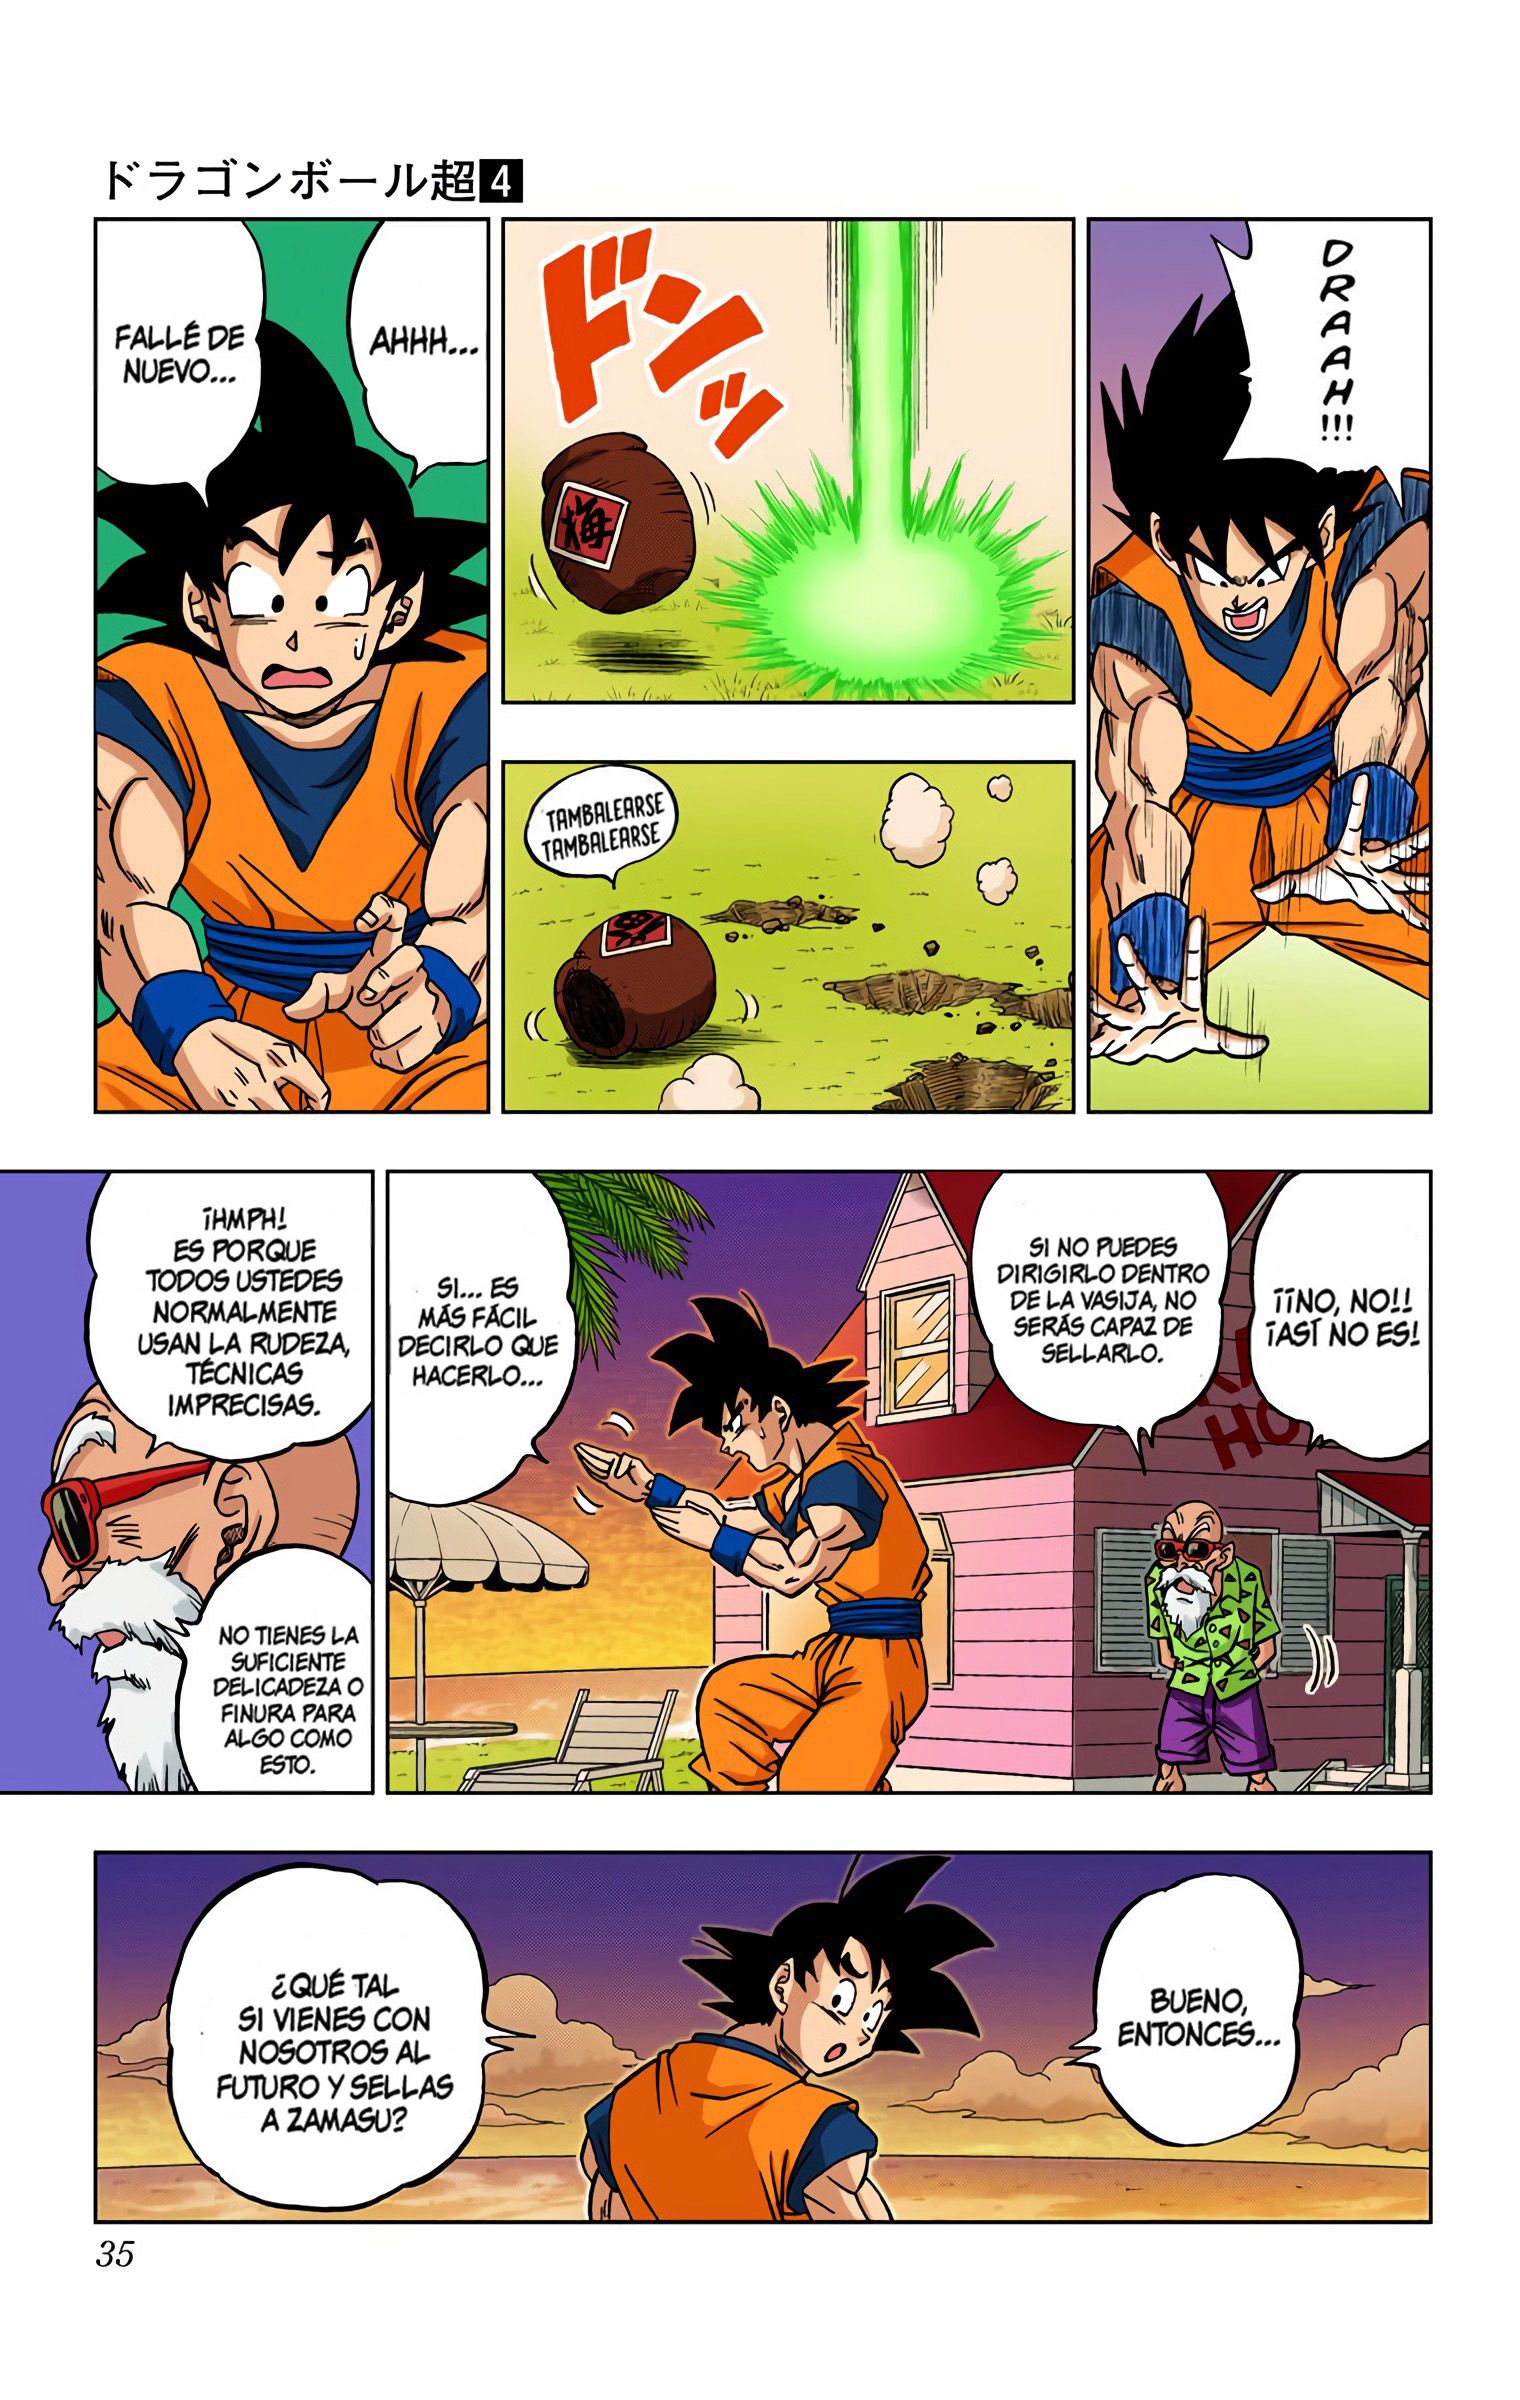 ドラゴンボール超4
DRAAH!!!
ドンッ
梅
TAMBALEARSE
TAMBALEARSE
AHHH...
FALLÉ DE
NUEVO...
¡¡NO, NO!!
¡ASÍ NO ES!
SI NO PUEDES
DIRIGIRLO DENTRO
DE LA VASIJA, NO
SERÁS CAPAZ DE
SELLARLO.
HO
SI... ES
MÁS FÁCIL
DECIRLO QUE
HACERLO...
¡HMPH!
ES PORQUE
TODOS USTEDES
NORMALMENTE
USAN LA RUDEZA,
TÉCNICAS
IMPRECISAS.
NO TIENES LA
SUFICIENTE
DELICADEZA O
FINURA PARA
ALGO COMO
ESTO.
BUENO,
ENTONCES...
¿QUÉ TAL
SI VIENES CON
NOSOTROS AL
FUTURO Y SELLAS
A ZAMASU?
35